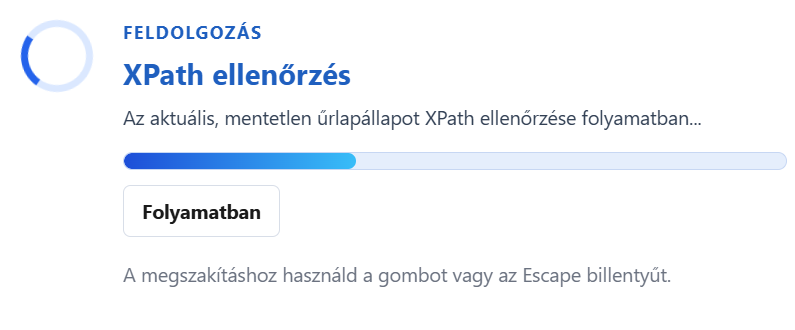 FELDOLGOZÁS
XPath ellenőrzés
Az aktuális, mentetlen űrlapállapot XPath ellenőrzése folyamatban...
Folyamatban
A megszakításhoz használd a gombot vagy az Escape billentyűt.